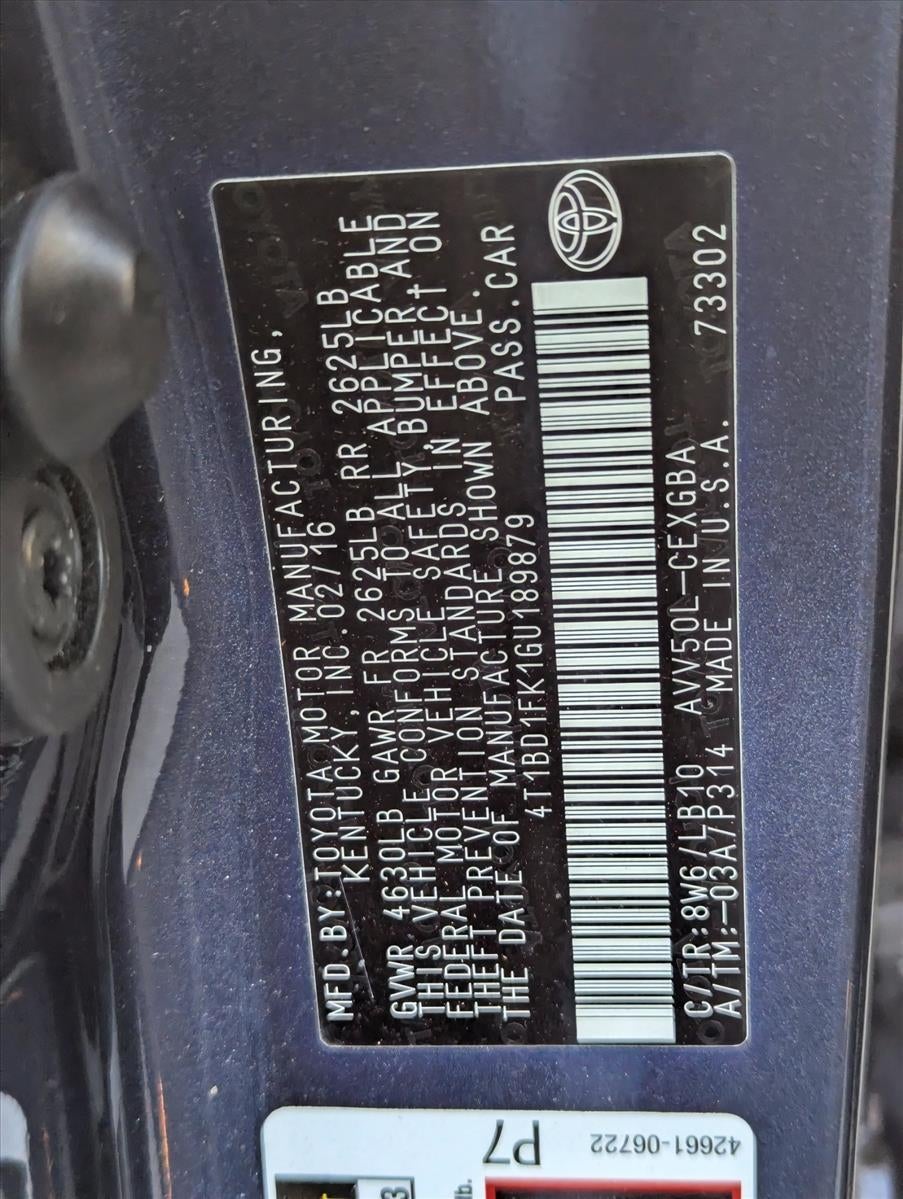 MFD.BY:TOYOTA MOTOR MANUFACTURING,
KENTUCKY, INC. 02/16
GVWR 4630LB GAWR FR 2625LB RR 2625LB
THIS VEHICLE CONFORMS TO ALL APPLICABLE
FEDERAL MOTOR VEHICLE SAFETY, BUMPER, AND
THEFT PREVENTION STANDARDS IN EFFECT ON
THE DATE OF MANUFACTURE SHOWN ABOVE.
4T1BD1FK1GU189879 PASS.CAR
C/TR:8W6/LB10 AVV50L-CEXGBA
A/TM:-03A/P314 MADE IN U.S.A. 73302
P7
42661-06722
lb.